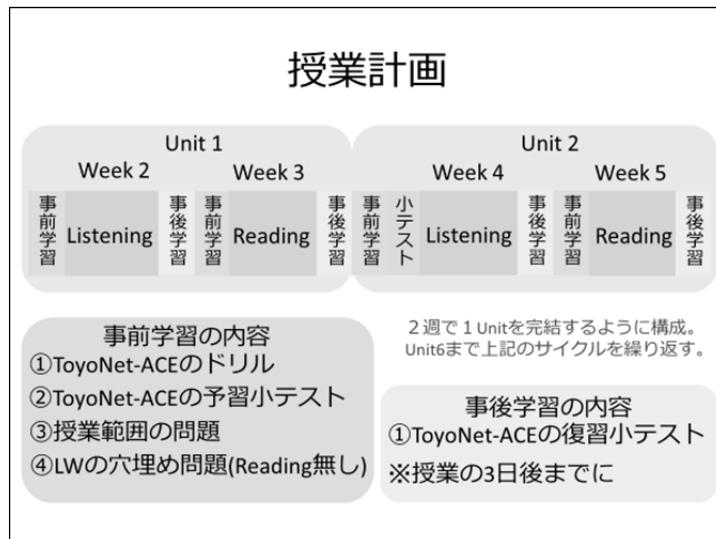 授業計画
Unit 1
Unit 2
Week 2
Week 3
Week 4
Week 5
事前学習
Listening
事後学習
事前学習
Reading
事後学習
事前学習
小テスト
Listening
事後学習
事前学習
Reading
事後学習
事前学習の内容
①ToyoNet-ACEのドリル
②ToyoNet-ACEの予習小テスト
③授業範囲の問題
④LWの穴埋め問題(Reading無し)
２週で１Unitを完結するように構成。
Unit6まで上記のサイクルを繰り返す。
事後学習の内容
①ToyoNet-ACEの復習小テスト
※授業の3日後までに